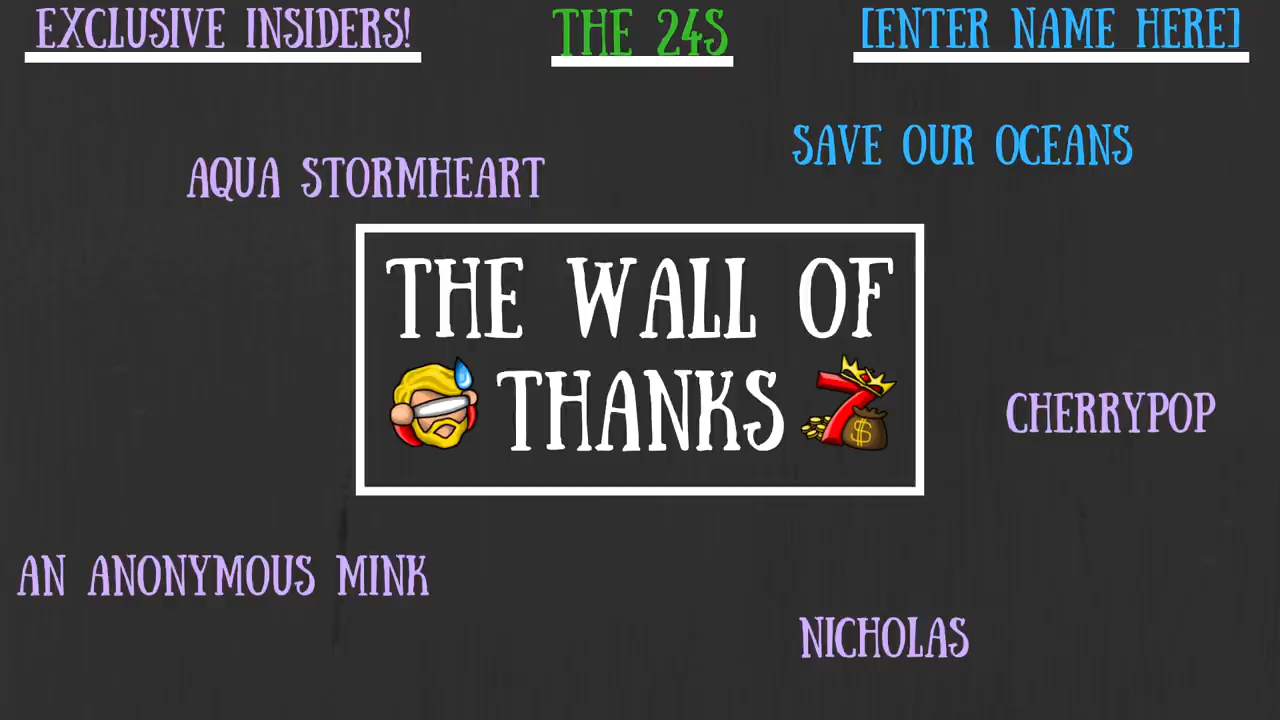 EXCLUSIVE INSIDERS!
THE 24S
[ENTER NAME HERE]
SAVE OUR OCEANS
AQUA STORMHEART
THE WALL OF
THANKS
7
$
CHERRYPOP
AN ANONYMOUS MINK
NICHOLAS